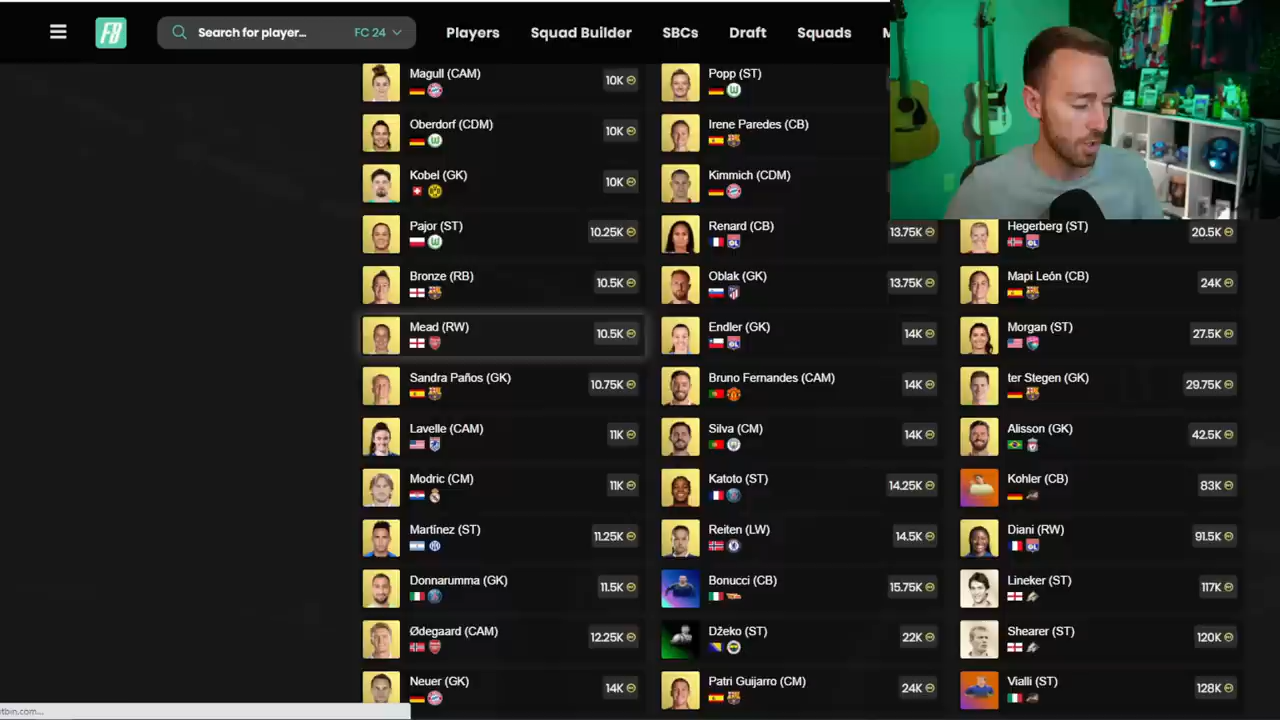 FB
Search for player...
FC 24
Players
Squad Builder
SBCs
Draft
Squads
M
Magull (CAM)
10K
Oberdorf (CDM)
10K
Kobel (GK)
10K
Pajor (ST)
10.25K
Bronze (RB)
10.5K
Mead (RW)
10.5K
Sandra Paños (GK)
10.75K
Lavelle (CAM)
11K
Modric (CM)
11K
Martínez (ST)
11.25K
Donnarumma (GK)
11.5K
Ødegaard (CAM)
12.25K
Neuer (GK)
14K
Popp (ST)
Irene Paredes (CB)
Kimmich (CDM)
Renard (CB)
13.75K
Oblak (GK)
13.75K
Endler (GK)
14K
Bruno Fernandes (CAM)
14K
Silva (CM)
14K
Katoto (ST)
14.25K
Reiten (LW)
14.5K
Bonucci (CB)
15.75K
Džeko (ST)
22K
Patri Guijarro (CM)
24K
Hegerberg (ST)
20.5K
Mapi León (CB)
24K
Morgan (ST)
27.5K
ter Stegen (GK)
29.75K
Alisson (GK)
42.5K
Kohler (CB)
83K
Diani (RW)
91.5K
Lineker (ST)
117K
Shearer (ST)
120K
Vialli (ST)
128K
tbin.com...